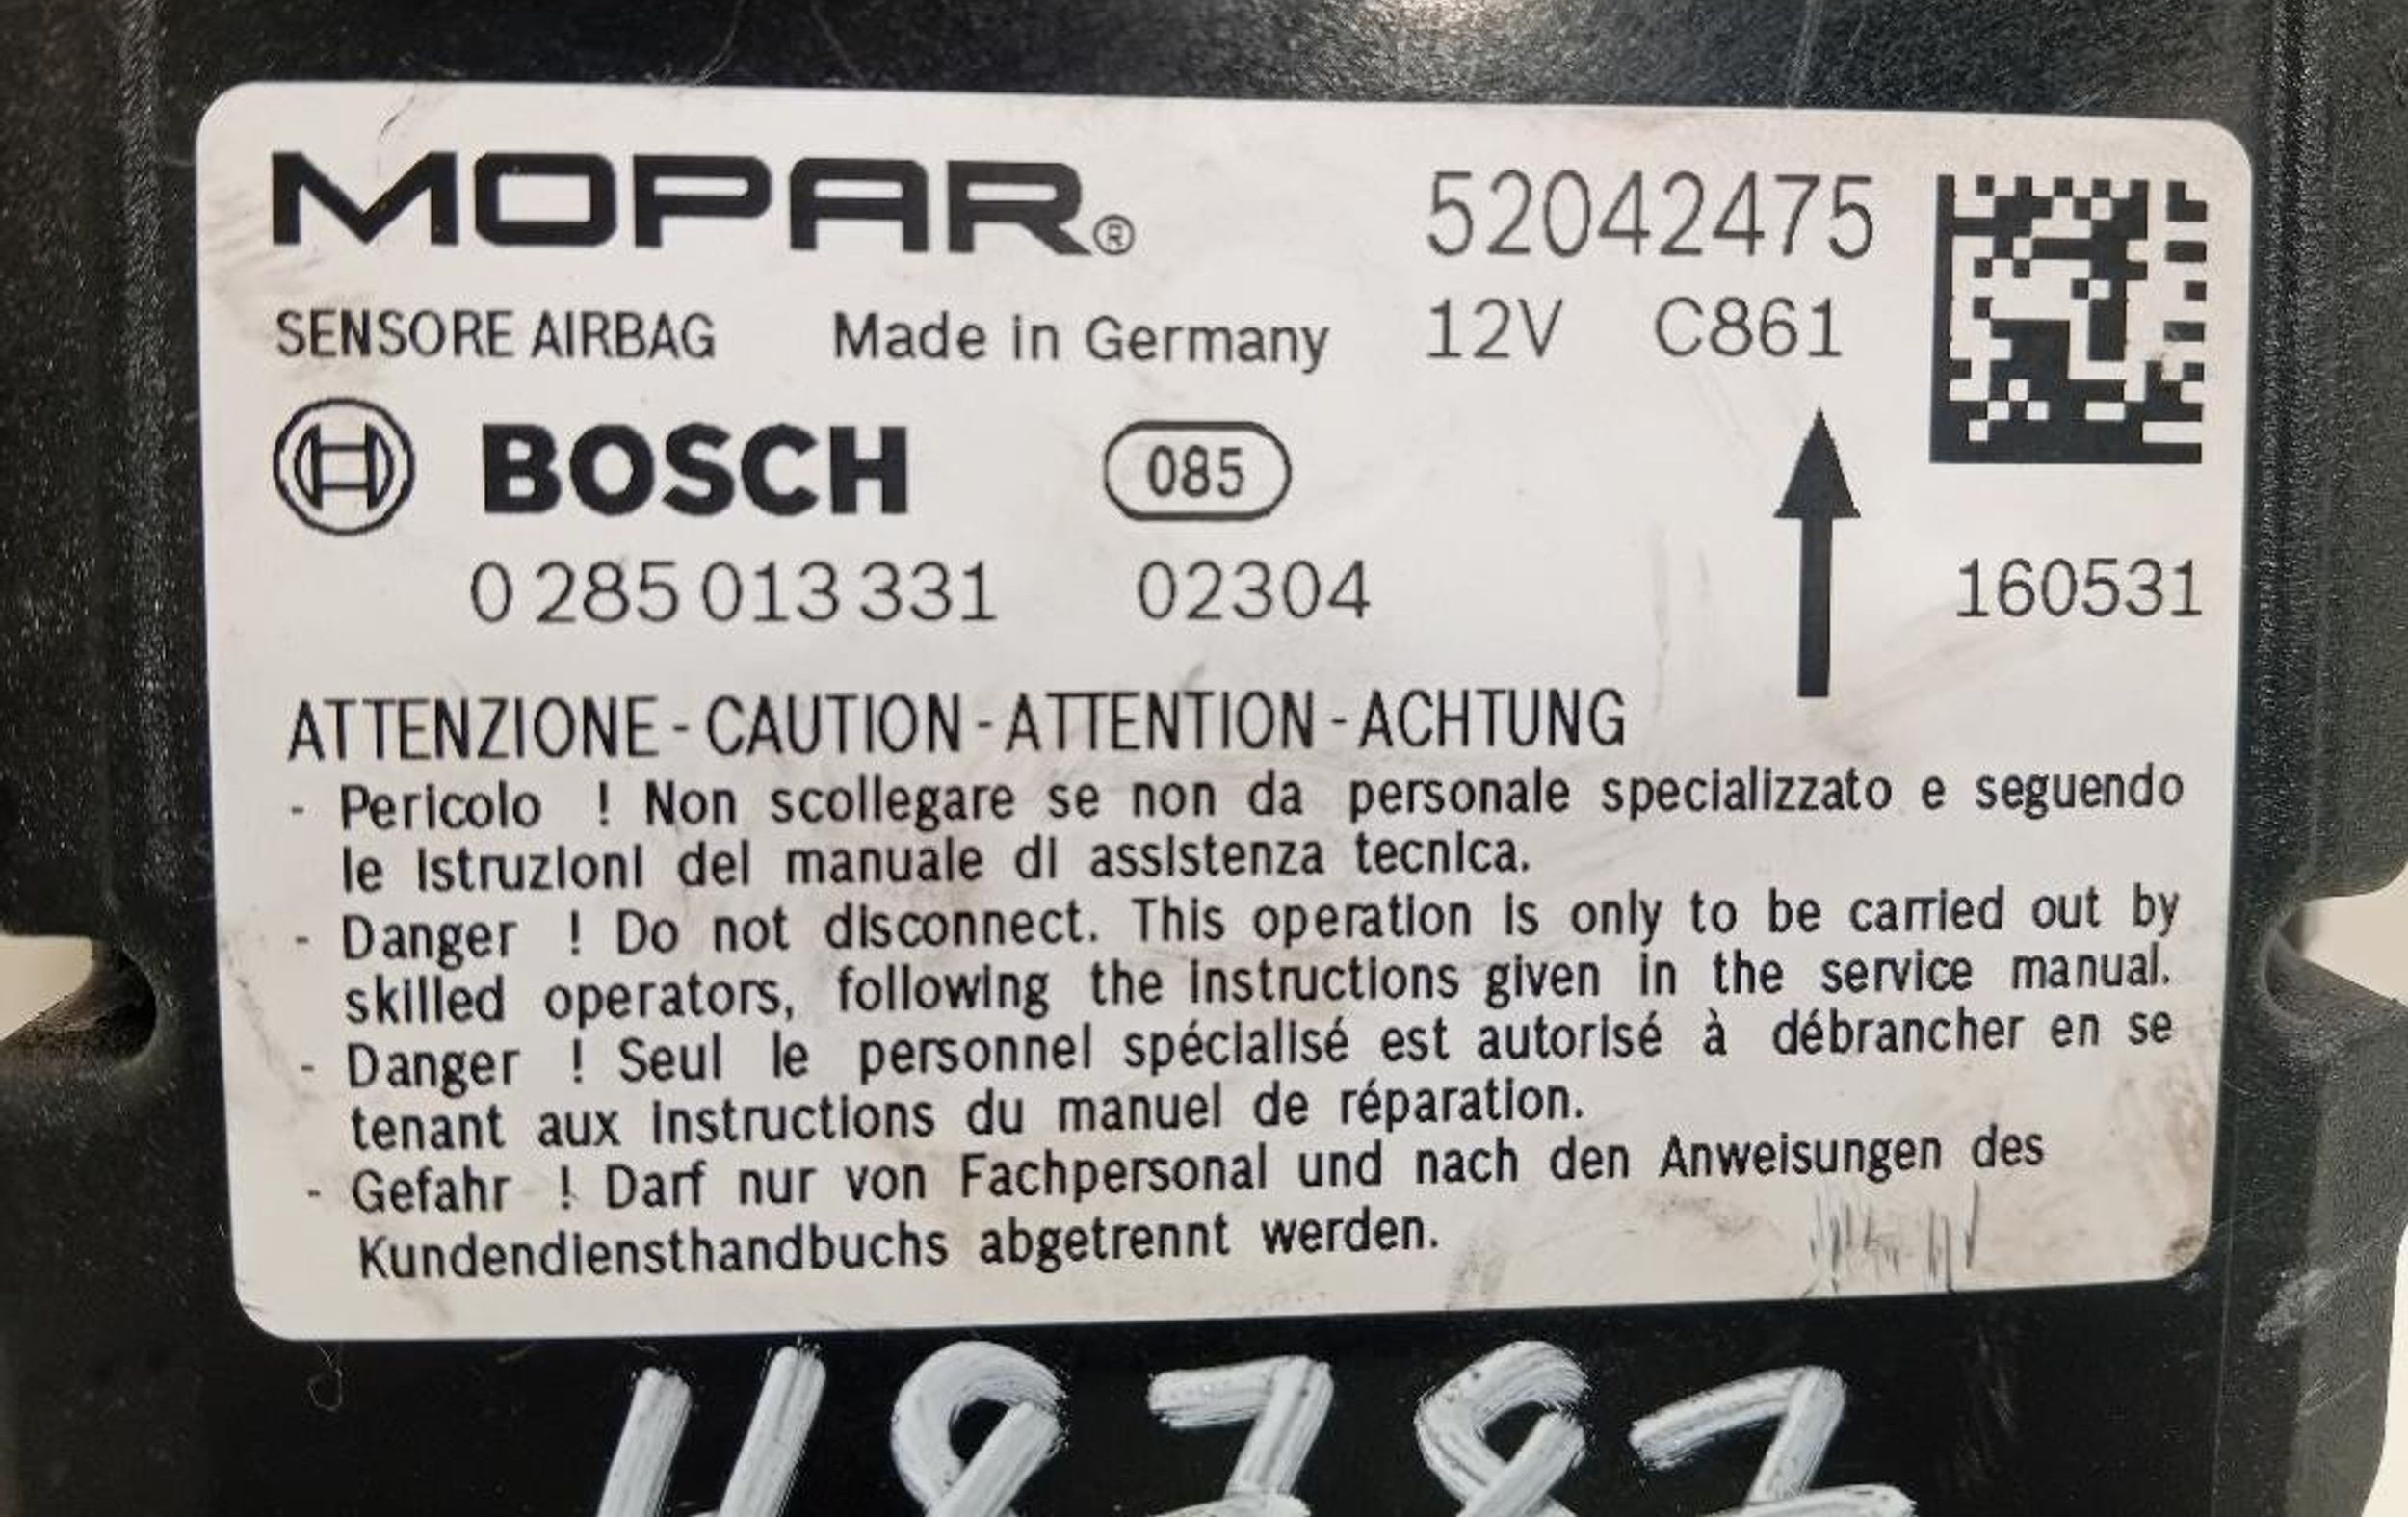 MOPAR® 52042475
SENSORE AIRBAG Made in Germany 12V C861
BOSCH 085
0 285 013 331 02304 160531
ATTENZIONE - CAUTION - ATTENTION - ACHTUNG
- Pericolo ! Non scollegare se non da personale specializzato e seguendo
le istruzioni del manuale di assistenza tecnica.
- Danger ! Do not disconnect. This operation is only to be carried out by
skilled operators, following the instructions given in the service manual.
- Danger ! Seul le personnel spécialisé est autorisé à débrancher en se
tenant aux instructions du manuel de réparation.
- Gefahr ! Darf nur von Fachpersonal und nach den Anweisungen des
Kundendiensthandbuchs abgetrennt werden.